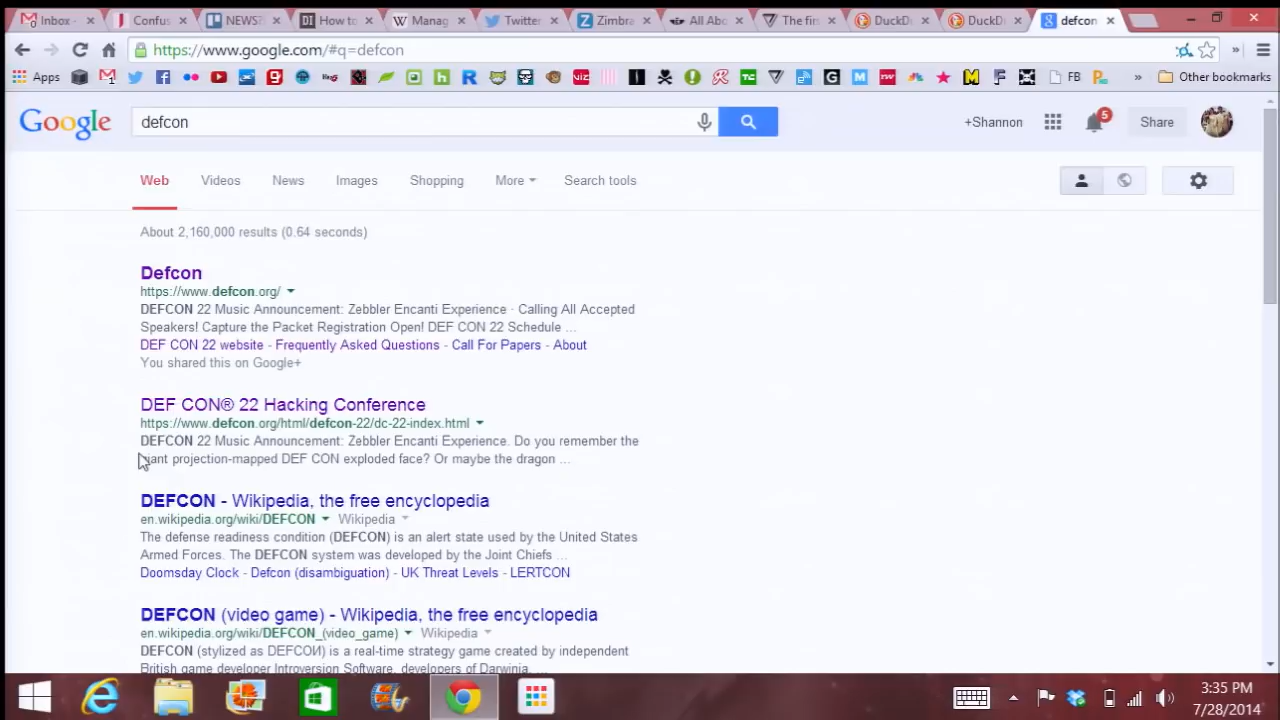 Inbox -
Confus
NEWS?
How to
Manag
Twitter
Zimbra
All Abo
The firs
DuckDu
DuckDu
defcon
https://www.google.com/#q=defcon
Apps
FB
Other bookmarks
Google
defcon
+Shannon
5
Share
Web
Videos
News
Images
Shopping
More
Search tools
About 2,160,000 results (0.64 seconds)
Defcon
https://www.defcon.org/
DEFCON 22 Music Announcement: Zebbler Encanti Experience · Calling All Accepted
Speakers! Capture the Packet Registration Open! DEF CON 22 Schedule ...
DEF CON 22 website - Frequently Asked Questions - Call For Papers - About
You shared this on Google+
DEF CON® 22 Hacking Conference
https://www.defcon.org/html/defcon-22/dc-22-index.html
DEFCON 22 Music Announcement: Zebbler Encanti Experience. Do you remember the
projection-mapped DEF CON exploded face? Or maybe the dragon ...
DEFCON - Wikipedia, the free encyclopedia
en.wikipedia.org/wiki/DEFCON
Wikipedia
The defense readiness condition (DEFCON) is an alert state used by the United States
Armed Forces. The DEFCON system was developed by the Joint Chiefs ...
Doomsday Clock - Defcon (disambiguation) - UK Threat Levels - LERTCON
DEFCON (video game) - Wikipedia, the free encyclopedia
en.wikipedia.org/wiki/DEFCON_(video_game)
Wikipedia
DEFCON (stylized as DEFCOИ) is a real-time strategy game created by independent
British game developer Introversion Software, developers of Darwinia. ...
3:35 PM
7/28/2014